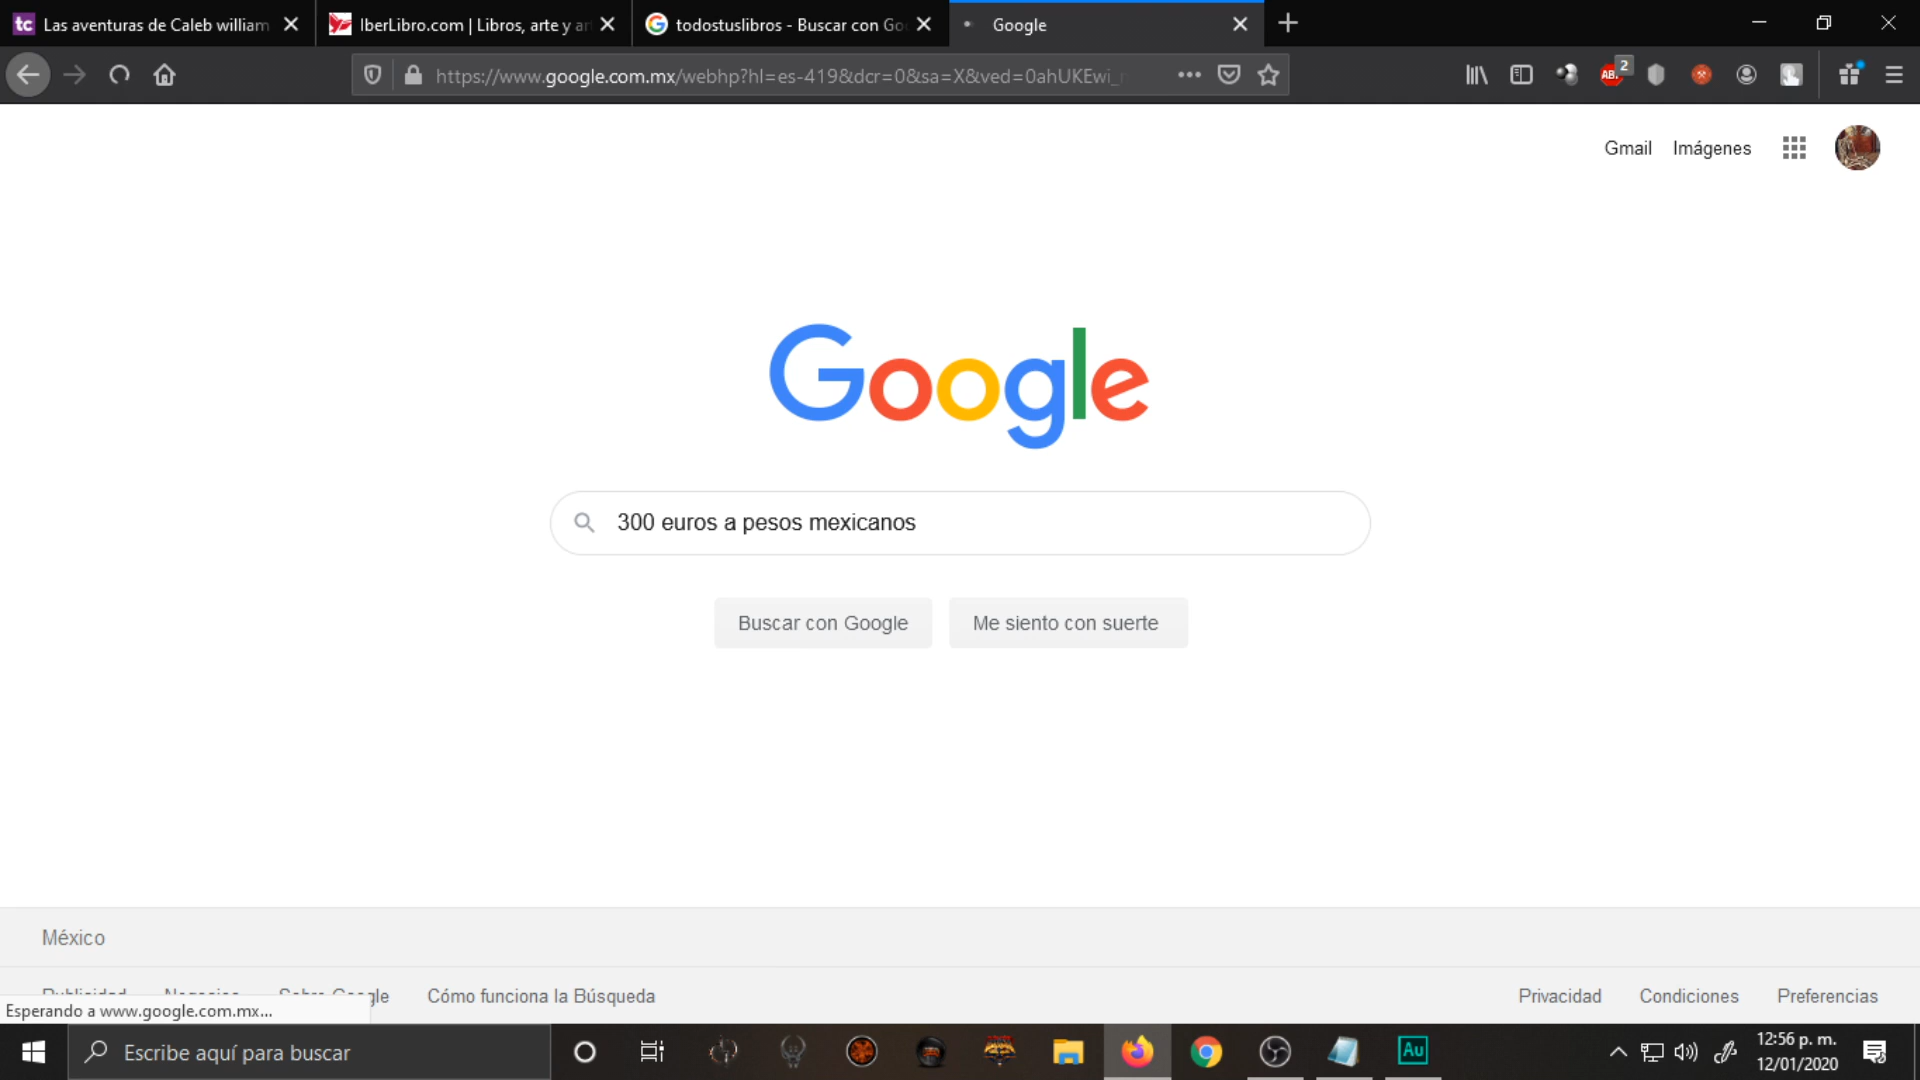 tc Las aventuras de Caleb william
IberLibro.com | Libros, arte y ar
todostuslibros - Buscar con Go
Google
https://www.google.com.mx/webhp?hl=es-419&dcr=0&sa=X&ved=0ahUKEwi_
2
Gmail Imágenes
Google
300 euros a pesos mexicanos
Buscar con Google Me siento con suerte
México
Cómo funciona la Búsqueda Privacidad Condiciones Preferencias
Esperando a www.google.com.mx...
Escribe aquí para buscar
Au
12:56 p. m.
12/01/2020